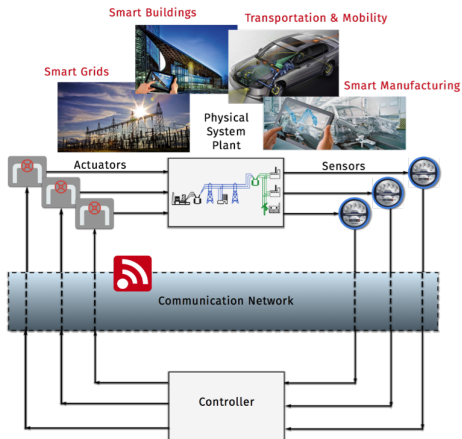 Smart Buildings
Transportation & Mobility
Smart Grids
Smart Manufacturing
Physical
System
Plant
Actuators
Sensors
Communication Network
Controller